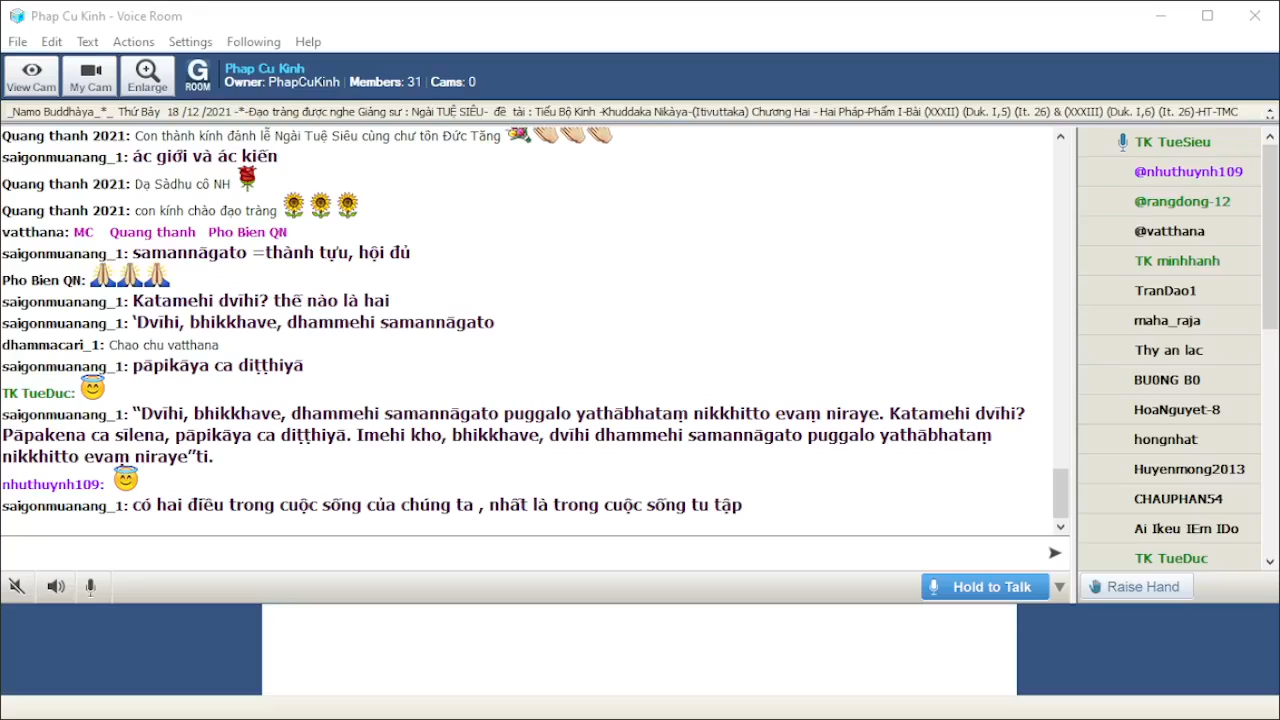 Phap Cu Kinh - Voice Room
File Edit Text Actions Settings Following Help
View Cam My Cam Enlarge G ROOM
Phap Cu Kinh
Owner: PhapCuKinh Members: 31 Cams: 0
_Namo Buddhàya_*_ Thứ Bảy 18 /12 /2021 -*-Đạo tràng được nghe Giảng sư : Ngài TUỆ SIÊU- đề tài : Tiểu Bộ Kinh -Khuddaka Nikàya-(Itivuttaka) Chương Hai - Hai Pháp-Phẩm I-Bài (XXXII) (Duk. I,5) (It. 26) & (XXXIII) (Duk. I,6) (It. 26)-HT-TMC
Quang thanh 2021: Con thành kính đảnh lễ Ngài Tuệ Siêu cùng chư tôn Đức Tăng
saigonmuanang_1: ác giới và ác kiến
Quang thanh 2021: Dạ Sàdhu cô NH
Quang thanh 2021: con kính chào đạo tràng
vatthana: MC Quang thanh Pho Bien QN
saigonmuanang_1: samannāgato =thành tựu, hội đủ
Pho Bien QN:
saigonmuanang_1: Katamehi dvīhi? thế nào là hai
saigonmuanang_1: ‘Dvīhi, bhikkhave, dhammehi samannāgato
dhammacari_1: Chao chu vatthana
saigonmuanang_1: pāpikāya ca diṭṭhiyā
TK TueDuc:
saigonmuanang_1: “Dvīhi, bhikkhave, dhammehi samannāgato puggalo yathābhataṃ nikkhitto evaṃ niraye. Katamehi dvīhi?
Pāpakena ca sīlena, pāpikāya ca diṭṭhiyā. Imehi kho, bhikkhave, dvīhi dhammehi samannāgato puggalo yathābhataṃ
nikkhitto evaṃ niraye”ti.
nhuthuynh109:
saigonmuanang_1: có hai điều trong cuộc sống của chúng ta , nhất là trong cuộc sống tu tập
Hold to Talk
TK TueSieu
@nhuthuynh109
@rangdong-12
@vatthana
TK minhhanh
TranDao1
maha_raja
Thy an lac
BU0NG B0
HoaNguyet-8
hongnhat
Huyenmong2013
CHAUPHAN54
Ai Ikeu IEm IDo
TK TueDuc
Raise Hand